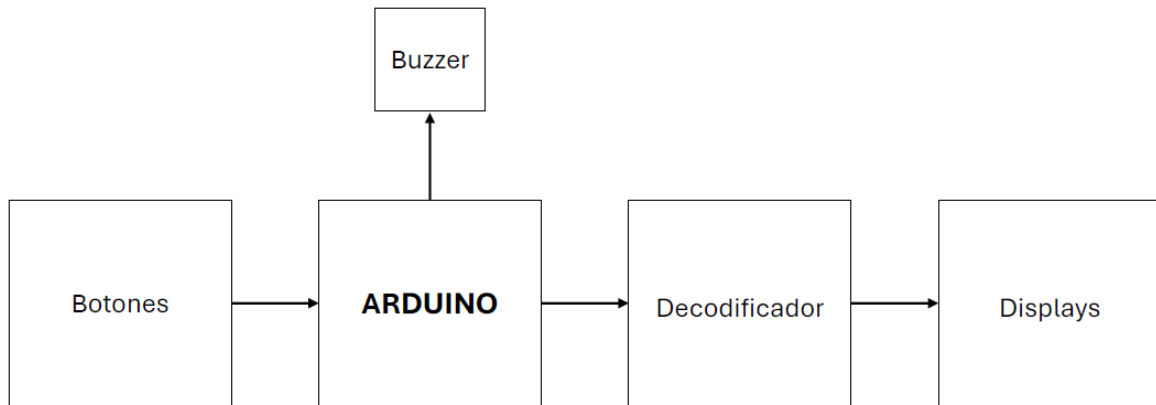 Buzzer
Botones
ARDUINO
Decodificador
Displays